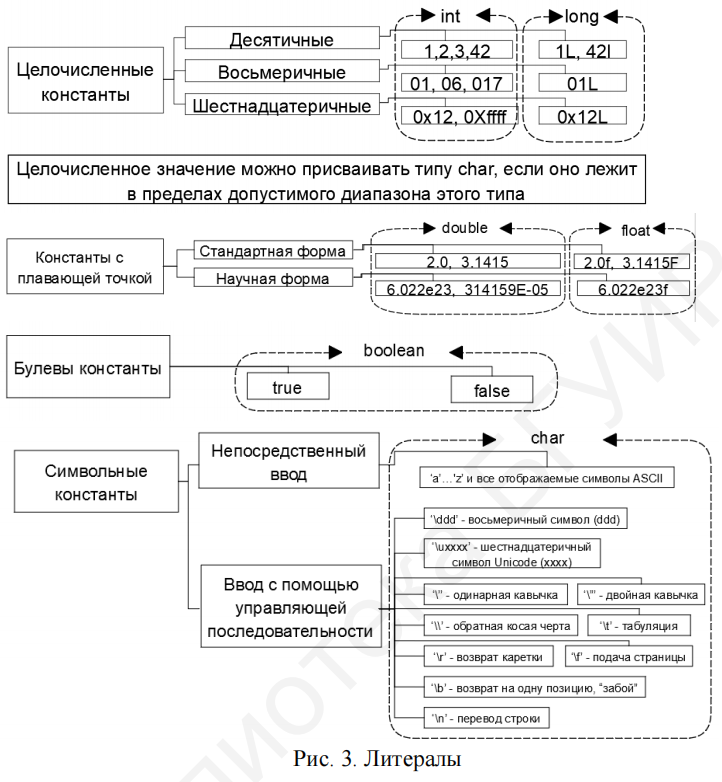 int
long
Десятичные
1,2,3,42
1L, 42l
Целочисленные
константы
Восьмеричные
01, 06, 017
01L
Шестнадцатеричные
0x12, 0Xffff
0x12L
Целочисленное значение можно присваивать типу char, если оно лежит
в пределах допустимого диапазона этого типа
double
float
Константы с
плавающей точкой
Стандартная форма
2.0, 3.1415
2.0f, 3.1415F
Научная форма
6.022e23, 314159E-05
6.022e23f
Булевы константы
boolean
true
false
Символьные
константы
Непосредственный
ввод
char
'a'...'z' и все отображаемые символы ASCII
Ввод с помощью
управляющей
последовательности
'\ddd' - восьмеричный символ (ddd)
'\uxxxx' - шестнадцатеричный
символ Unicode (xxxx)
'\'' - одинарная кавычка
'\"' - двойная кавычка
'\\' - обратная косая черта
'\t' - табуляция
'\r' - возврат каретки
'\f' - подача страницы
'\b' - возврат на одну позицию, "забой"
'\n' - перевод строки
Рис. 3. Литералы
лиотека БГУИР